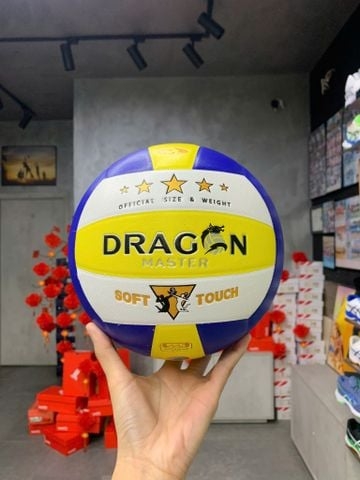 OFFICIAL SIZE & WEIGHT
DRAGON
MASTER
SOFT TOUCH